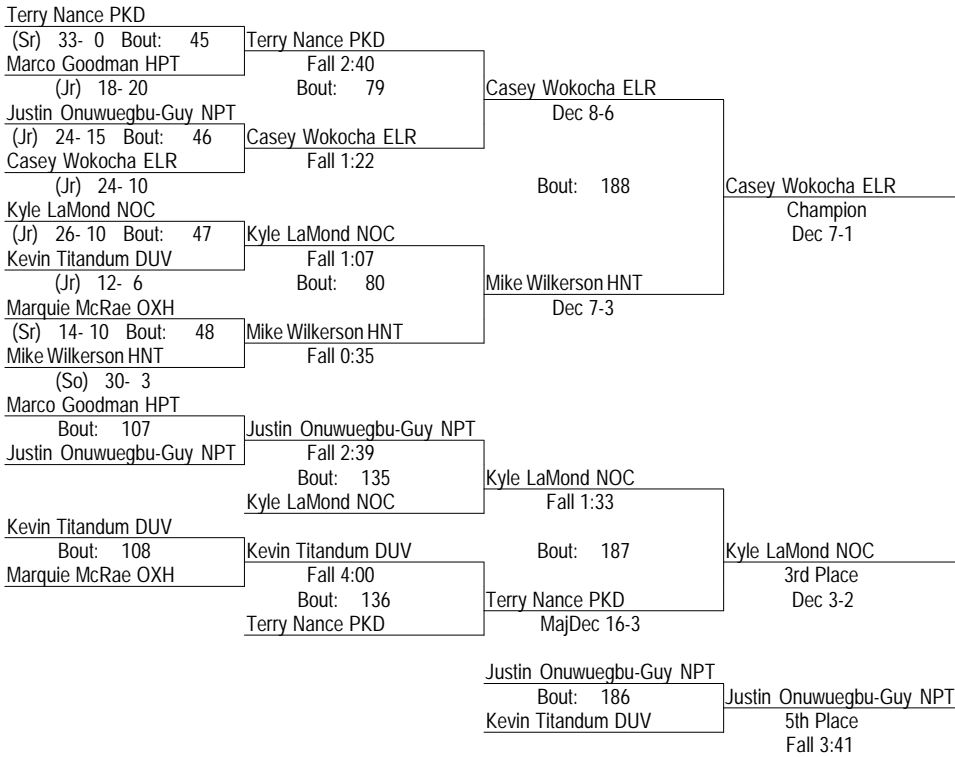 Terry Nance PKD
(Sr) 33- 0 Bout: 45 Terry Nance PKD
Marco Goodman HPT Fall 2:40
(Jr) 18- 20 Bout: 79 Casey Wokocha ELR
Justin Onuwuegbu-Guy NPT Dec 8-6
(Jr) 24- 15 Bout: 46 Casey Wokocha ELR
Casey Wokocha ELR Fall 1:22
(Jr) 24- 10 Bout: 188 Casey Wokocha ELR
Kyle LaMond NOC Champion
(Jr) 26- 10 Bout: 47 Kyle LaMond NOC Dec 7-1
Kevin Titandum DUV Fall 1:07
(Jr) 12- 6 Bout: 80 Mike Wilkerson HNT
Marquie McRae OXH Dec 7-3
(Sr) 14- 10 Bout: 48 Mike Wilkerson HNT
Mike Wilkerson HNT Fall 0:35
(So) 30- 3
Marco Goodman HPT
Bout: 107 Justin Onuwuegbu-Guy NPT
Justin Onuwuegbu-Guy NPT Fall 2:39
Bout: 135 Kyle LaMond NOC
Kyle LaMond NOC Fall 1:33
Kevin Titandum DUV
Bout: 108 Kevin Titandum DUV Bout: 187 Kyle LaMond NOC
Marquie McRae OXH Fall 4:00 3rd Place
Bout: 136 Terry Nance PKD Dec 3-2
Terry Nance PKD MajDec 16-3
Justin Onuwuegbu-Guy NPT
Bout: 186 Justin Onuwuegbu-Guy NPT
Kevin Titandum DUV 5th Place
Fall 3:41